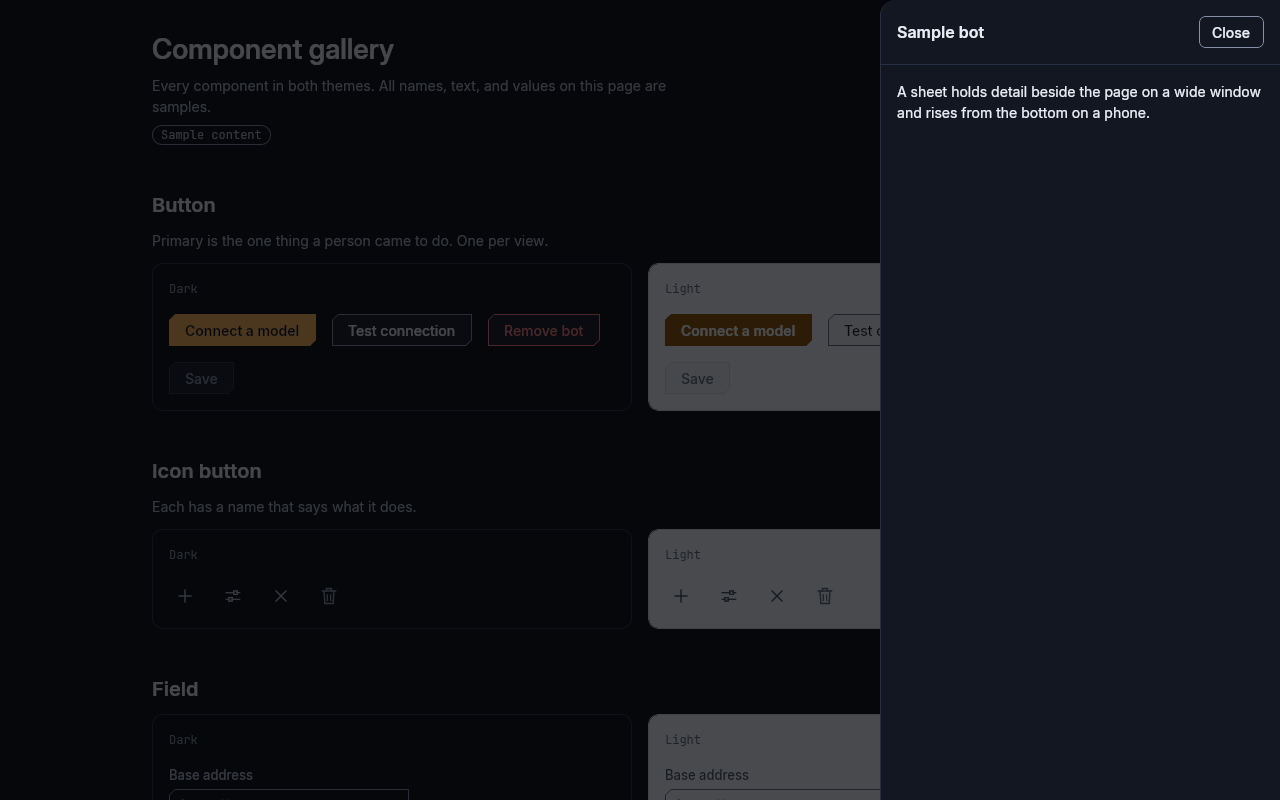 Component gallery
Every component in both themes. All names, text, and values on this page are
samples.
Sample content
Button
Primary is the one thing a person came to do. One per view.
Dark
Connect a model
Test connection
Remove bot
Save
Light
Connect a model
Save
Icon button
Each has a name that says what it does.
Dark
Light
Field
Dark
Base address
Light
Base address
Sample bot
Close
A sheet holds detail beside the page on a wide window
and rises from the bottom on a phone.